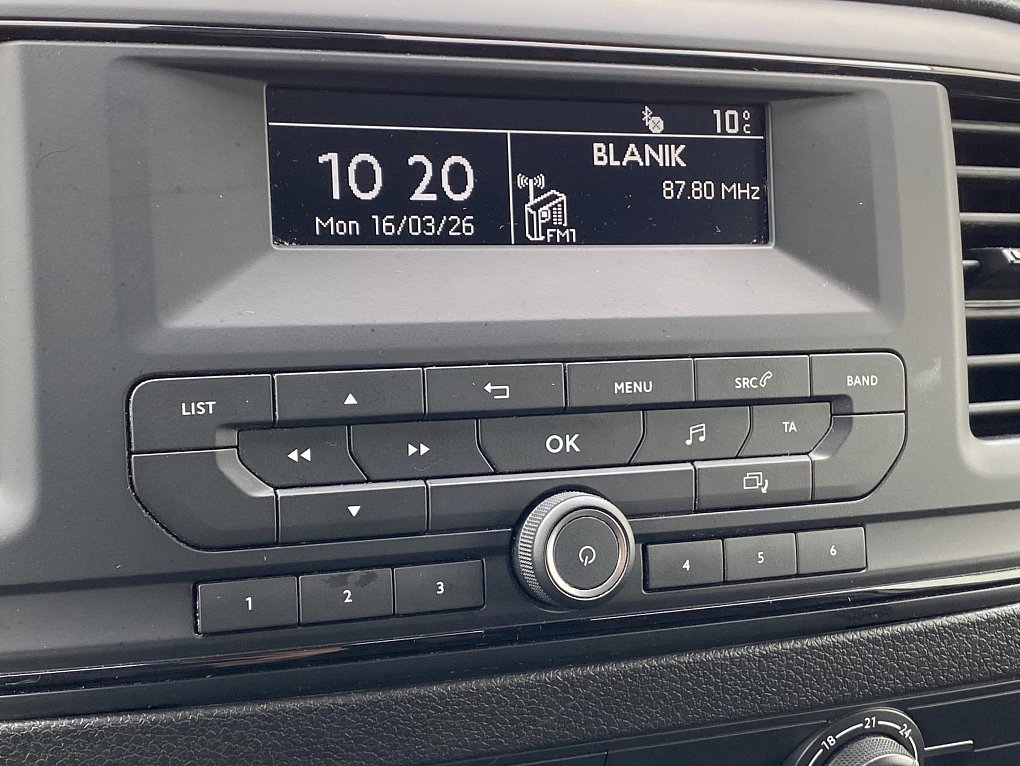 10°C
10 20
Mon 16/03/26
BLANIK
87.80 MHz
FM1
LIST
MENU
SRC
BAND
OK
TA
1
2
3
4
5
6
18 21 24